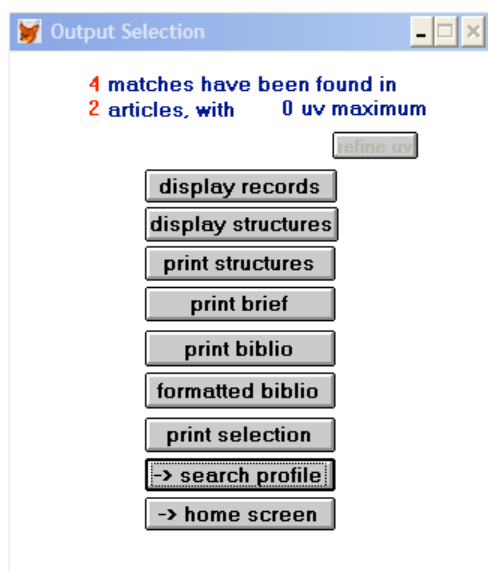 Output Selection
4 matches have been found in
2 articles, with 0 uv maximum
refine uv
display records
display structures
print structures
print brief
print biblio
formatted biblio
print selection
-> search profile
-> home screen